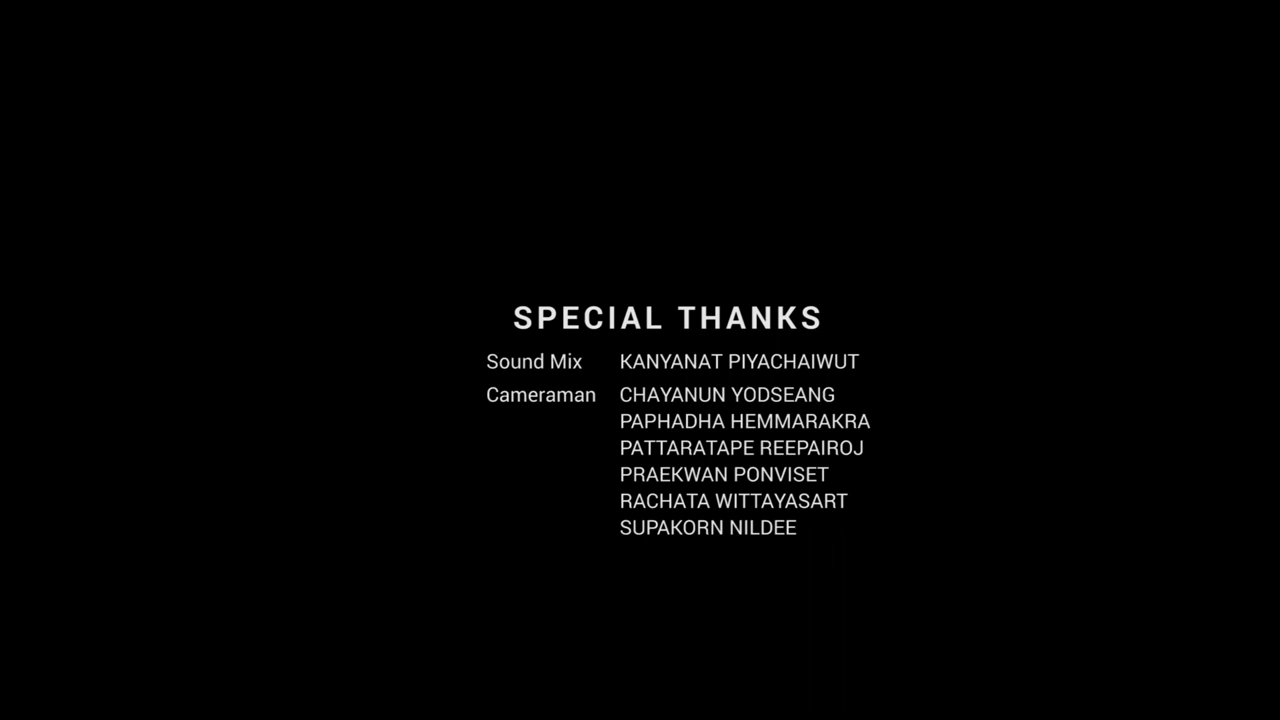 SPECIAL THANKS
Sound Mix KANYANAT PIYACHAIWUT
Cameraman CHAYANUN YODSEANG
PAPHADHA HEMMARAKRA
PATTARATAPE REEPAIROJ
PRAEKWAN PONVISET
RACHATA WITTAYASART
SUPAKORN NILDEE